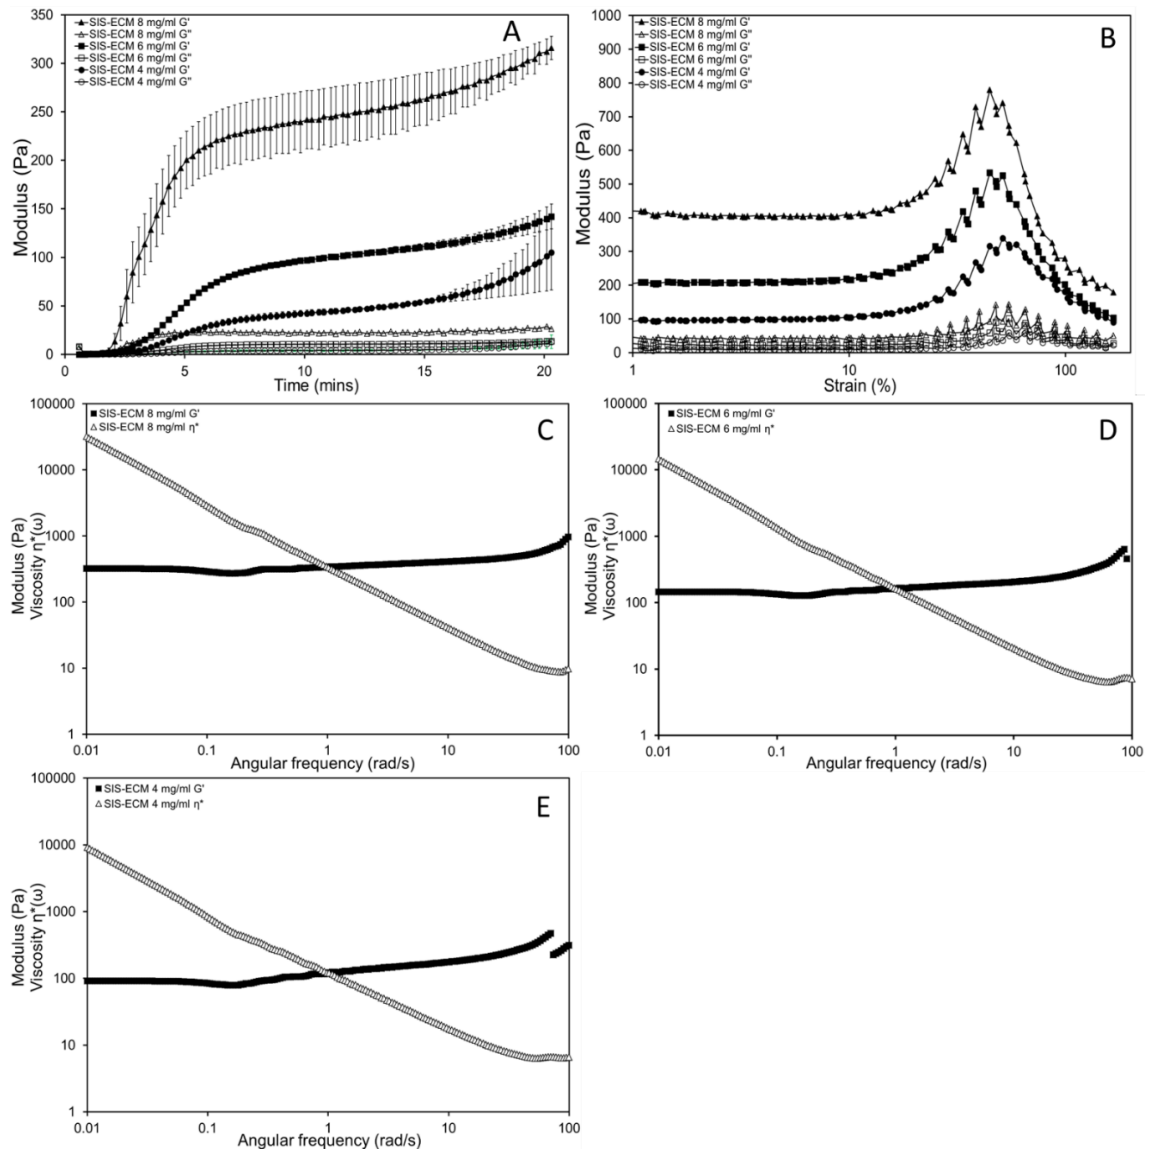 A
SIS-ECM 8 mg/ml G'
SIS-ECM 8 mg/ml G"
SIS-ECM 6 mg/ml G'
SIS-ECM 6 mg/ml G"
SIS-ECM 4 mg/ml G'
SIS-ECM 4 mg/ml G"
Modulus (Pa)
350
300
250
200
150
100
50
0
0 5 10 15 20
Time (mins)
B
SIS-ECM 8 mg/ml G'
SIS-ECM 8 mg/ml G"
SIS-ECM 6 mg/ml G'
SIS-ECM 6 mg/ml G"
SIS-ECM 4 mg/ml G'
SIS-ECM 4 mg/ml G"
Modulus (Pa)
1000
900
800
700
600
500
400
300
200
100
0
1 10 100
Strain (%)
C
SIS-ECM 8 mg/ml G'
SIS-ECM 8 mg/ml η*
Modulus (Pa)
Viscosity η*(ω)
100000
10000
1000
100
10
1
0.01 0.1 1 10 100
Angular frequency (rad/s)
D
SIS-ECM 6 mg/ml G'
SIS-ECM 6 mg/ml η*
Modulus (Pa)
Viscosity η*(ω)
100000
10000
1000
100
10
1
0.01 0.1 1 10 100
Angular frequency (rad/s)
E
SIS-ECM 4 mg/ml G'
SIS-ECM 4 mg/ml η*
Modulus (Pa)
Viscosity η*(ω)
100000
10000
1000
100
10
1
0.01 0.1 1 10 100
Angular frequency (rad/s)